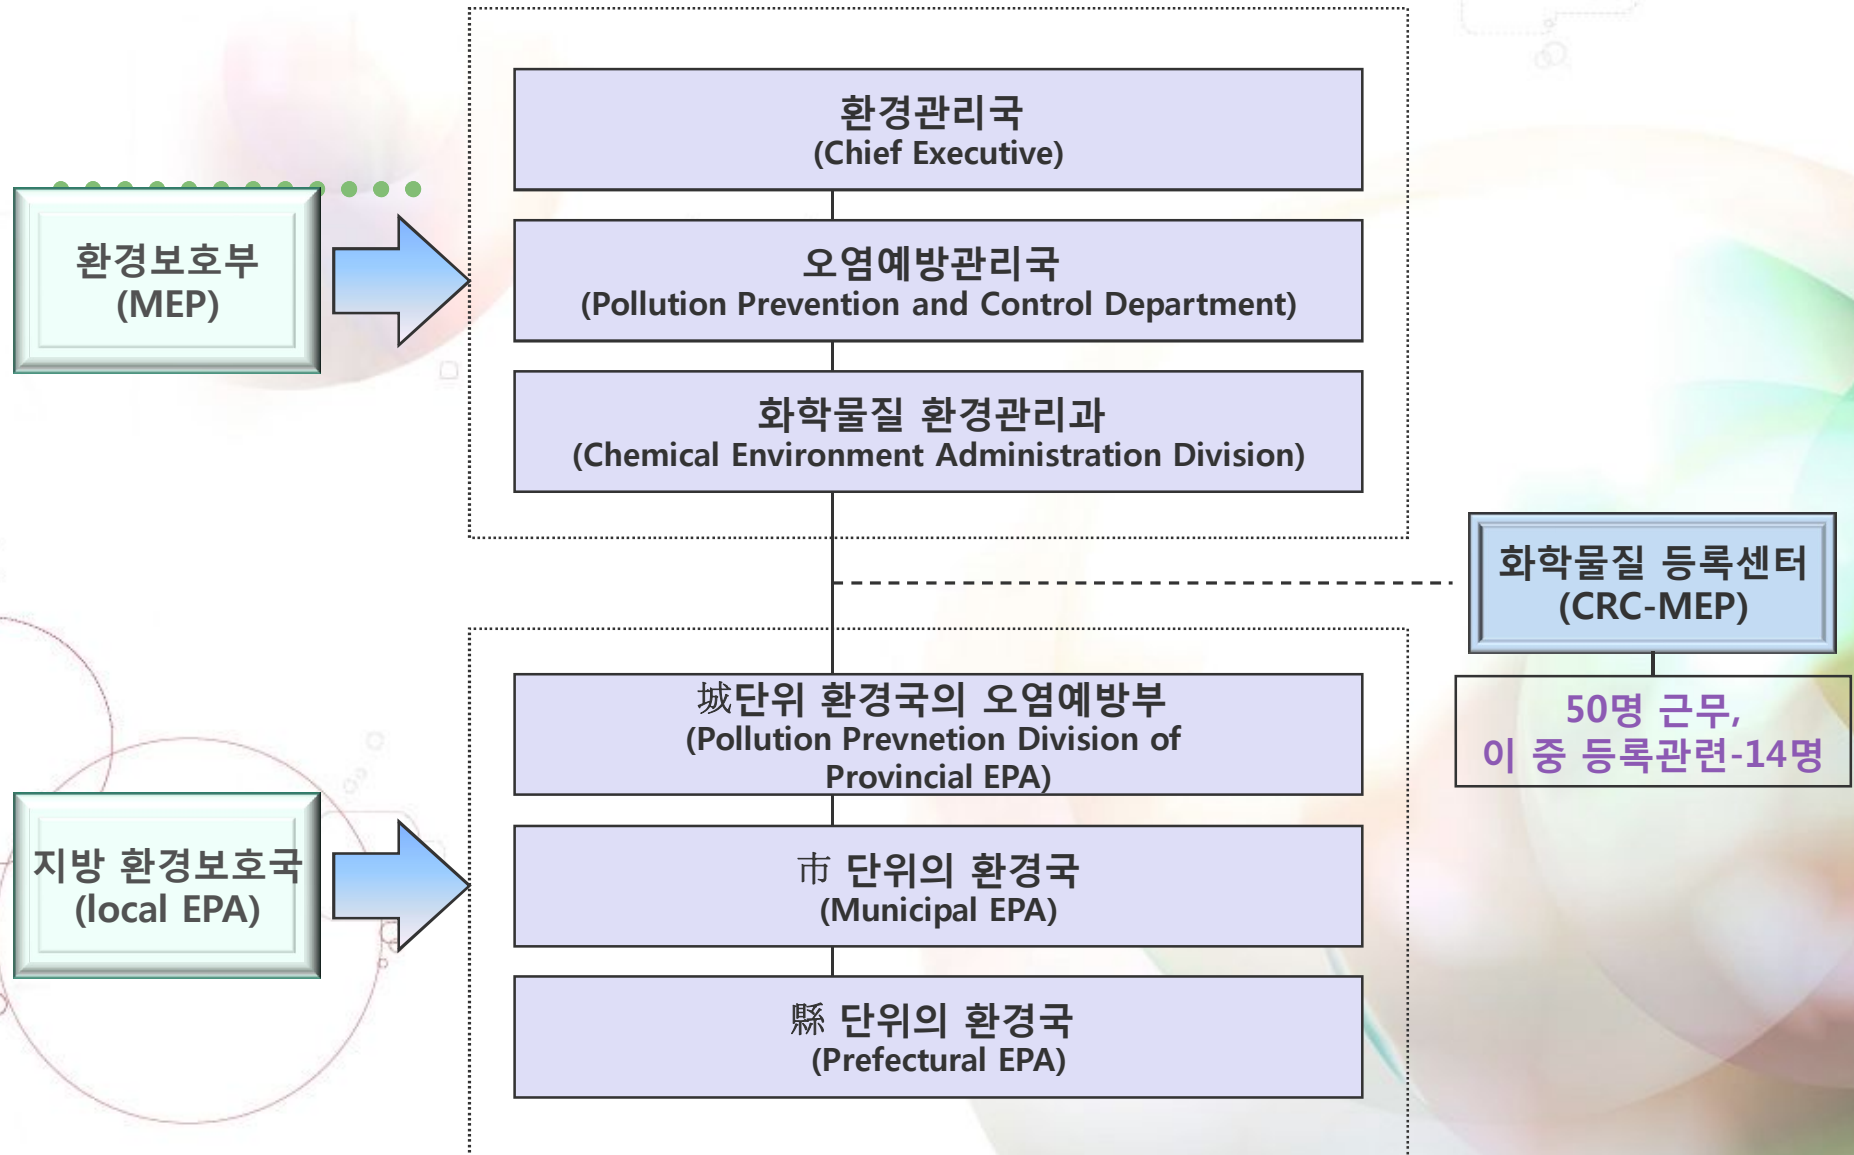 환경관리국
(Chief Executive)
환경보호부
(MEP)
오염예방관리국
(Pollution Prevention and Control Department)
화학물질 환경관리과
(Chemical Environment Administration Division)
화학물질 등록센터
(CRC-MEP)
50명 근무,
이 중 등록관련-14명
城단위 환경국의 오염예방부
(Pollution Prevnetion Division of
Provincial EPA)
지방 환경보호국
(local EPA)
市 단위의 환경국
(Municipal EPA)
縣 단위의 환경국
(Prefectural EPA)